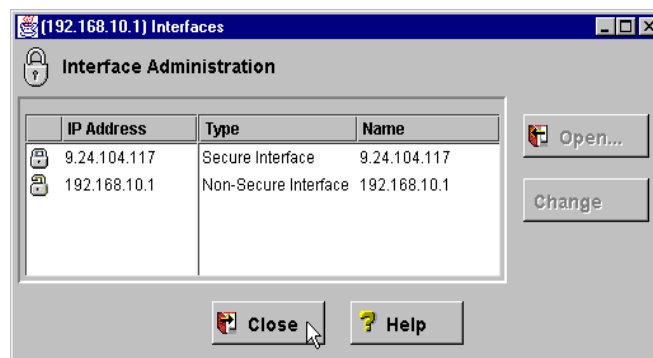 (192.168.10.1) Interfaces
Interface Administration
IP Address Type Name
9.24.104.117 Secure Interface 9.24.104.117
192.168.10.1 Non-Secure Interface 192.168.10.1
Open...
Change
Close
? Help